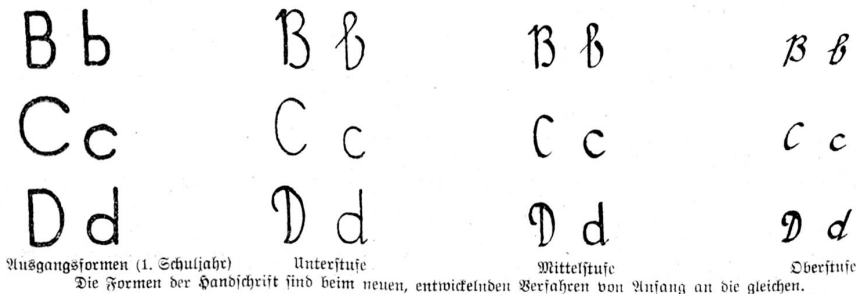 B b B b B b B b
C c C c C c C c
D d D d D d D d
Ausgangsformen (1. Schuljahr) Unterstufe Mittelstufe Oberstufe
Die Formen der Handschrift sind beim neuen, entwickelnden Verfahren von Anfang an die gleichen.